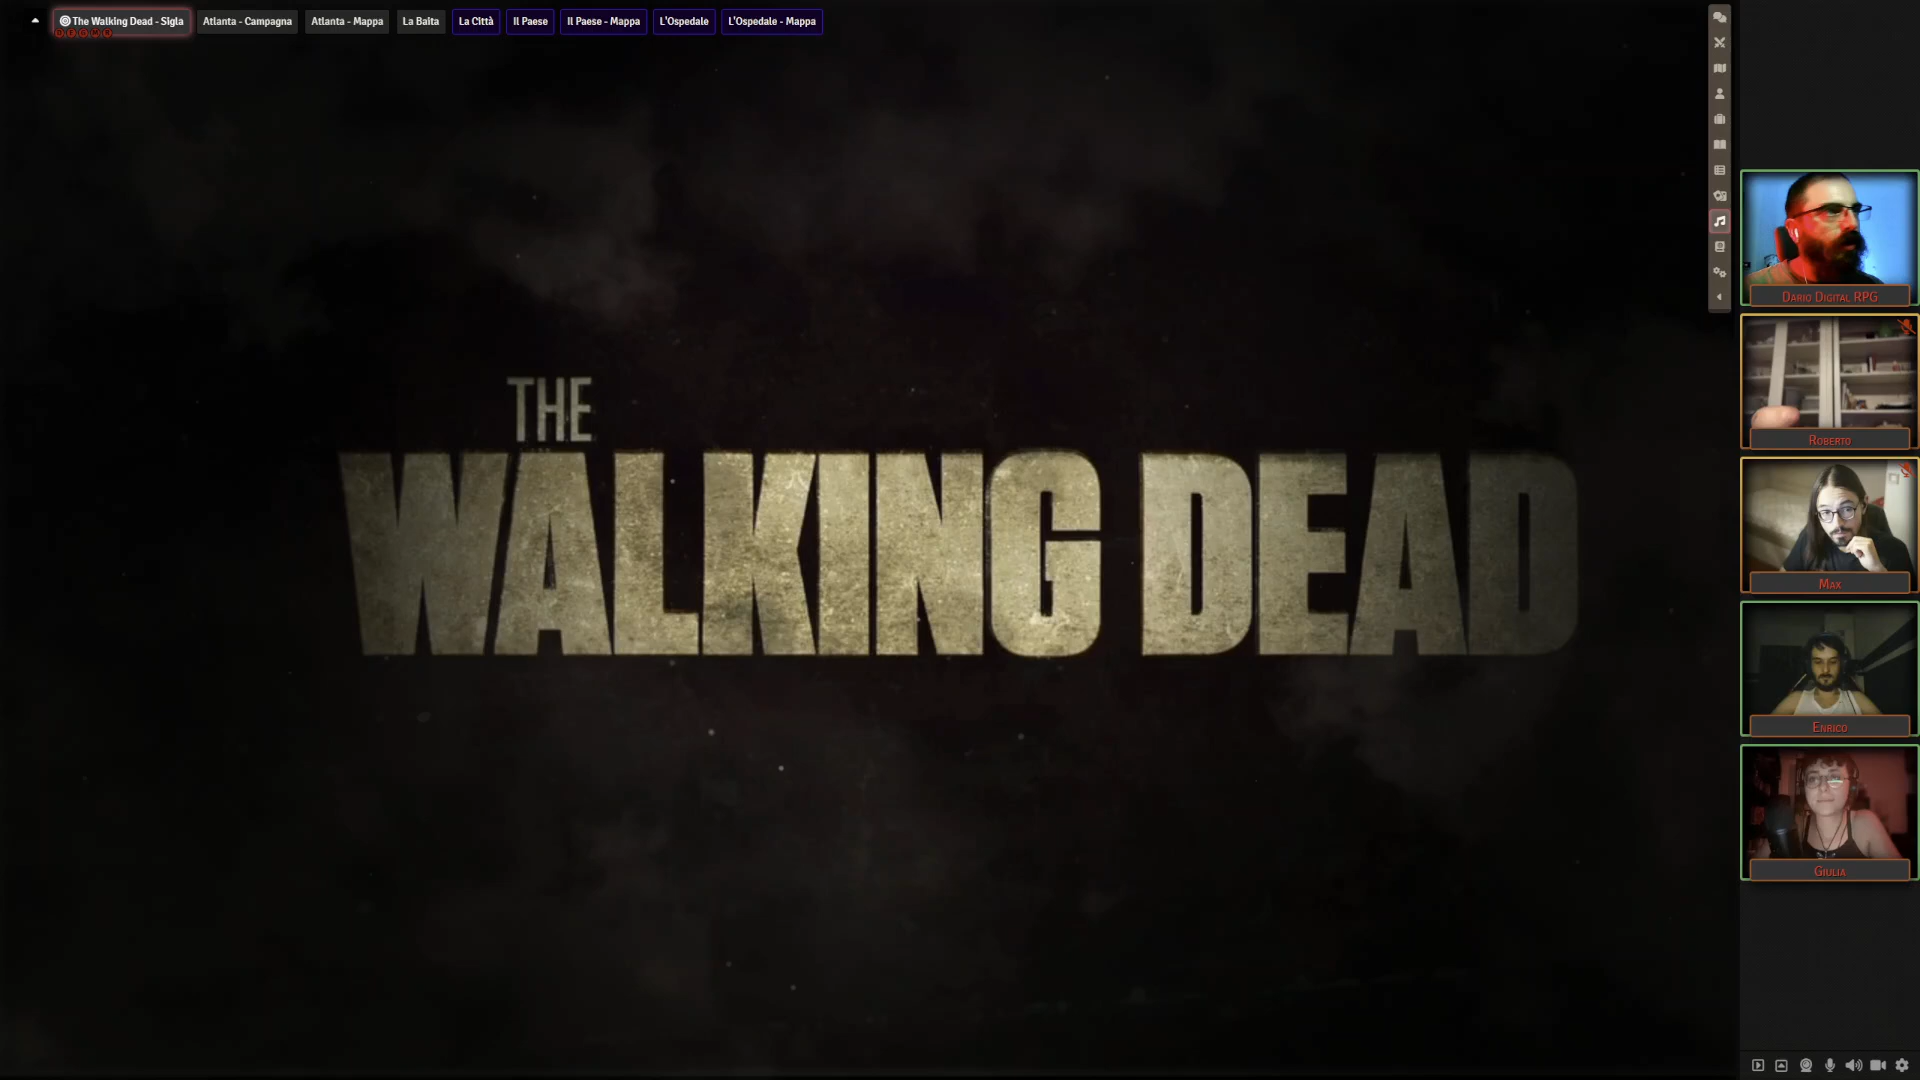 The Walking Dead - Sigla
Atlanta - Campagna
Atlanta - Mappa
La Baita
La Città
Il Paese
Il Paese - Mappa
L'Ospedale
L'Ospedale - Mappa
THE
WALKING DEAD
Dario Digital RPG
Roberto
Max
Enrico
Giulia